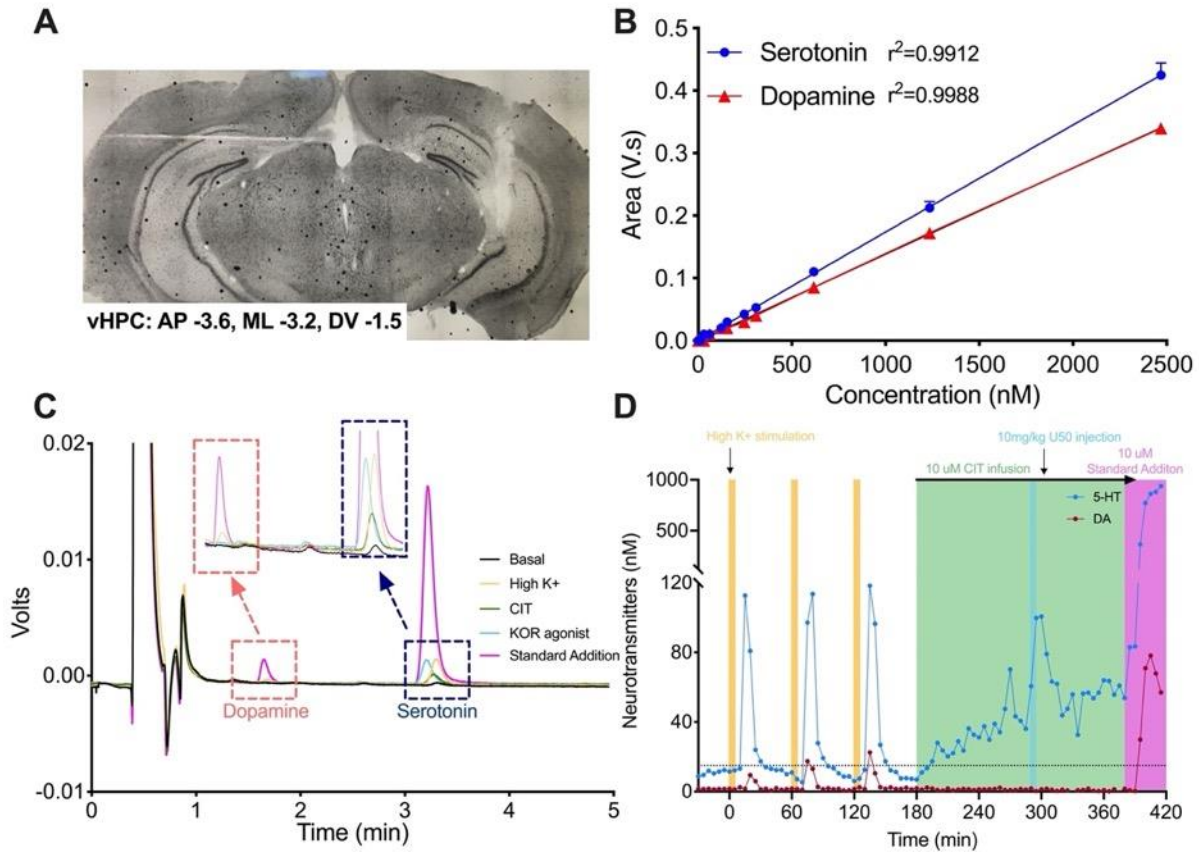 A
vHPC: AP -3.6, ML -3.2, DV -1.5
B
0.5
0.4
0.3
0.2
0.1
0.0
Area (V.s)
Serotonin r²=0.9912
Dopamine r²=0.9988
0 500 1000 1500 2000 2500
Concentration (nM)
C
0.02
0.01
0.00
-0.01
Volts
Basal
High K+
CIT
KOR agonist
Standard Addition
Dopamine
Serotonin
0 1 2 3 4 5
Time (min)
D
High K+ stimulation
10mg/kg U50 injection
10 uM CIT infusion
10 uM
Standard Additon
5-HT
DA
1000
500
120
80
40
0
Neurotransmitters (nM)
0 60 120 180 240 300 360 420
Time (min)